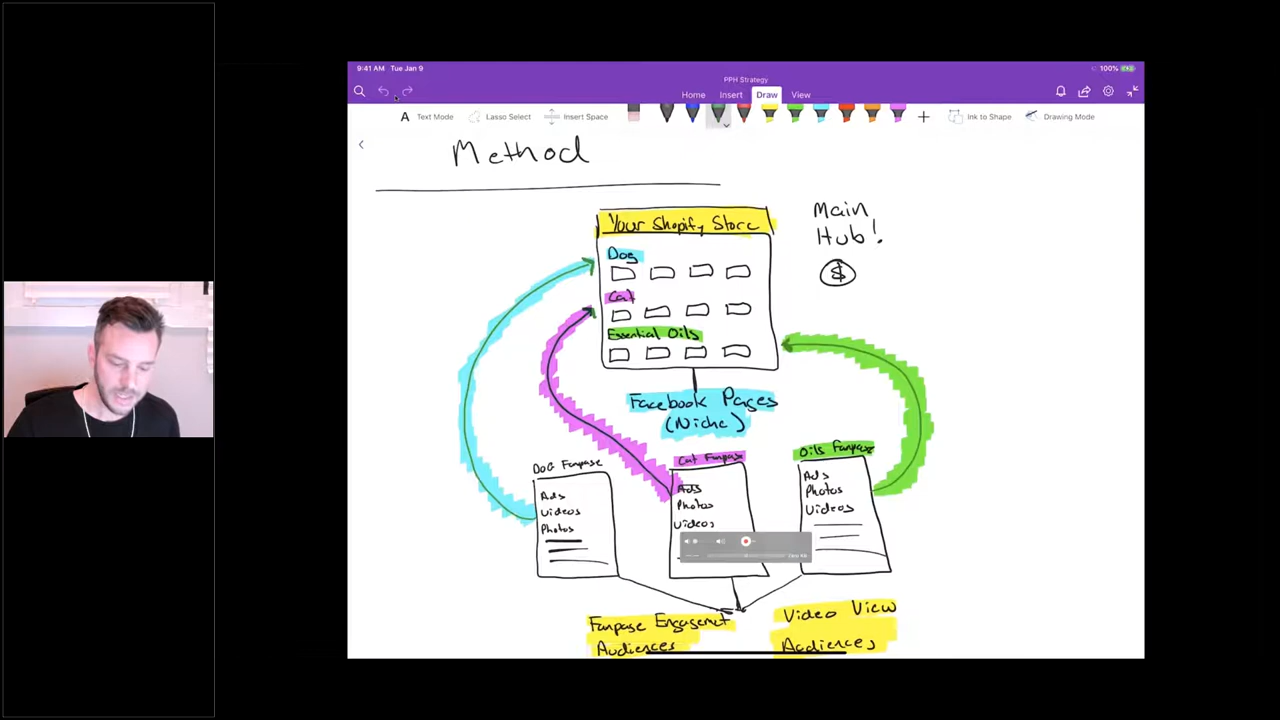 9:41 AM Tue Jan 9
100%
PPH Strategy
Home Insert Draw View
Text Mode Lasso Select Insert Space Ink to Shape Drawing Mode
Method
Your Shopify Store
Main
Hub!
$
Dog
Cat
Essential Oils
Facebook Pages
(Niche)
Dog Fanpage
Ads
Videos
Photos
Cat Fanpage
Ads
Photos
Videos
Oils Fanpage
Ads
Photos
Videos
Fanpage Engagemet
Audiences
Video View
Audiences